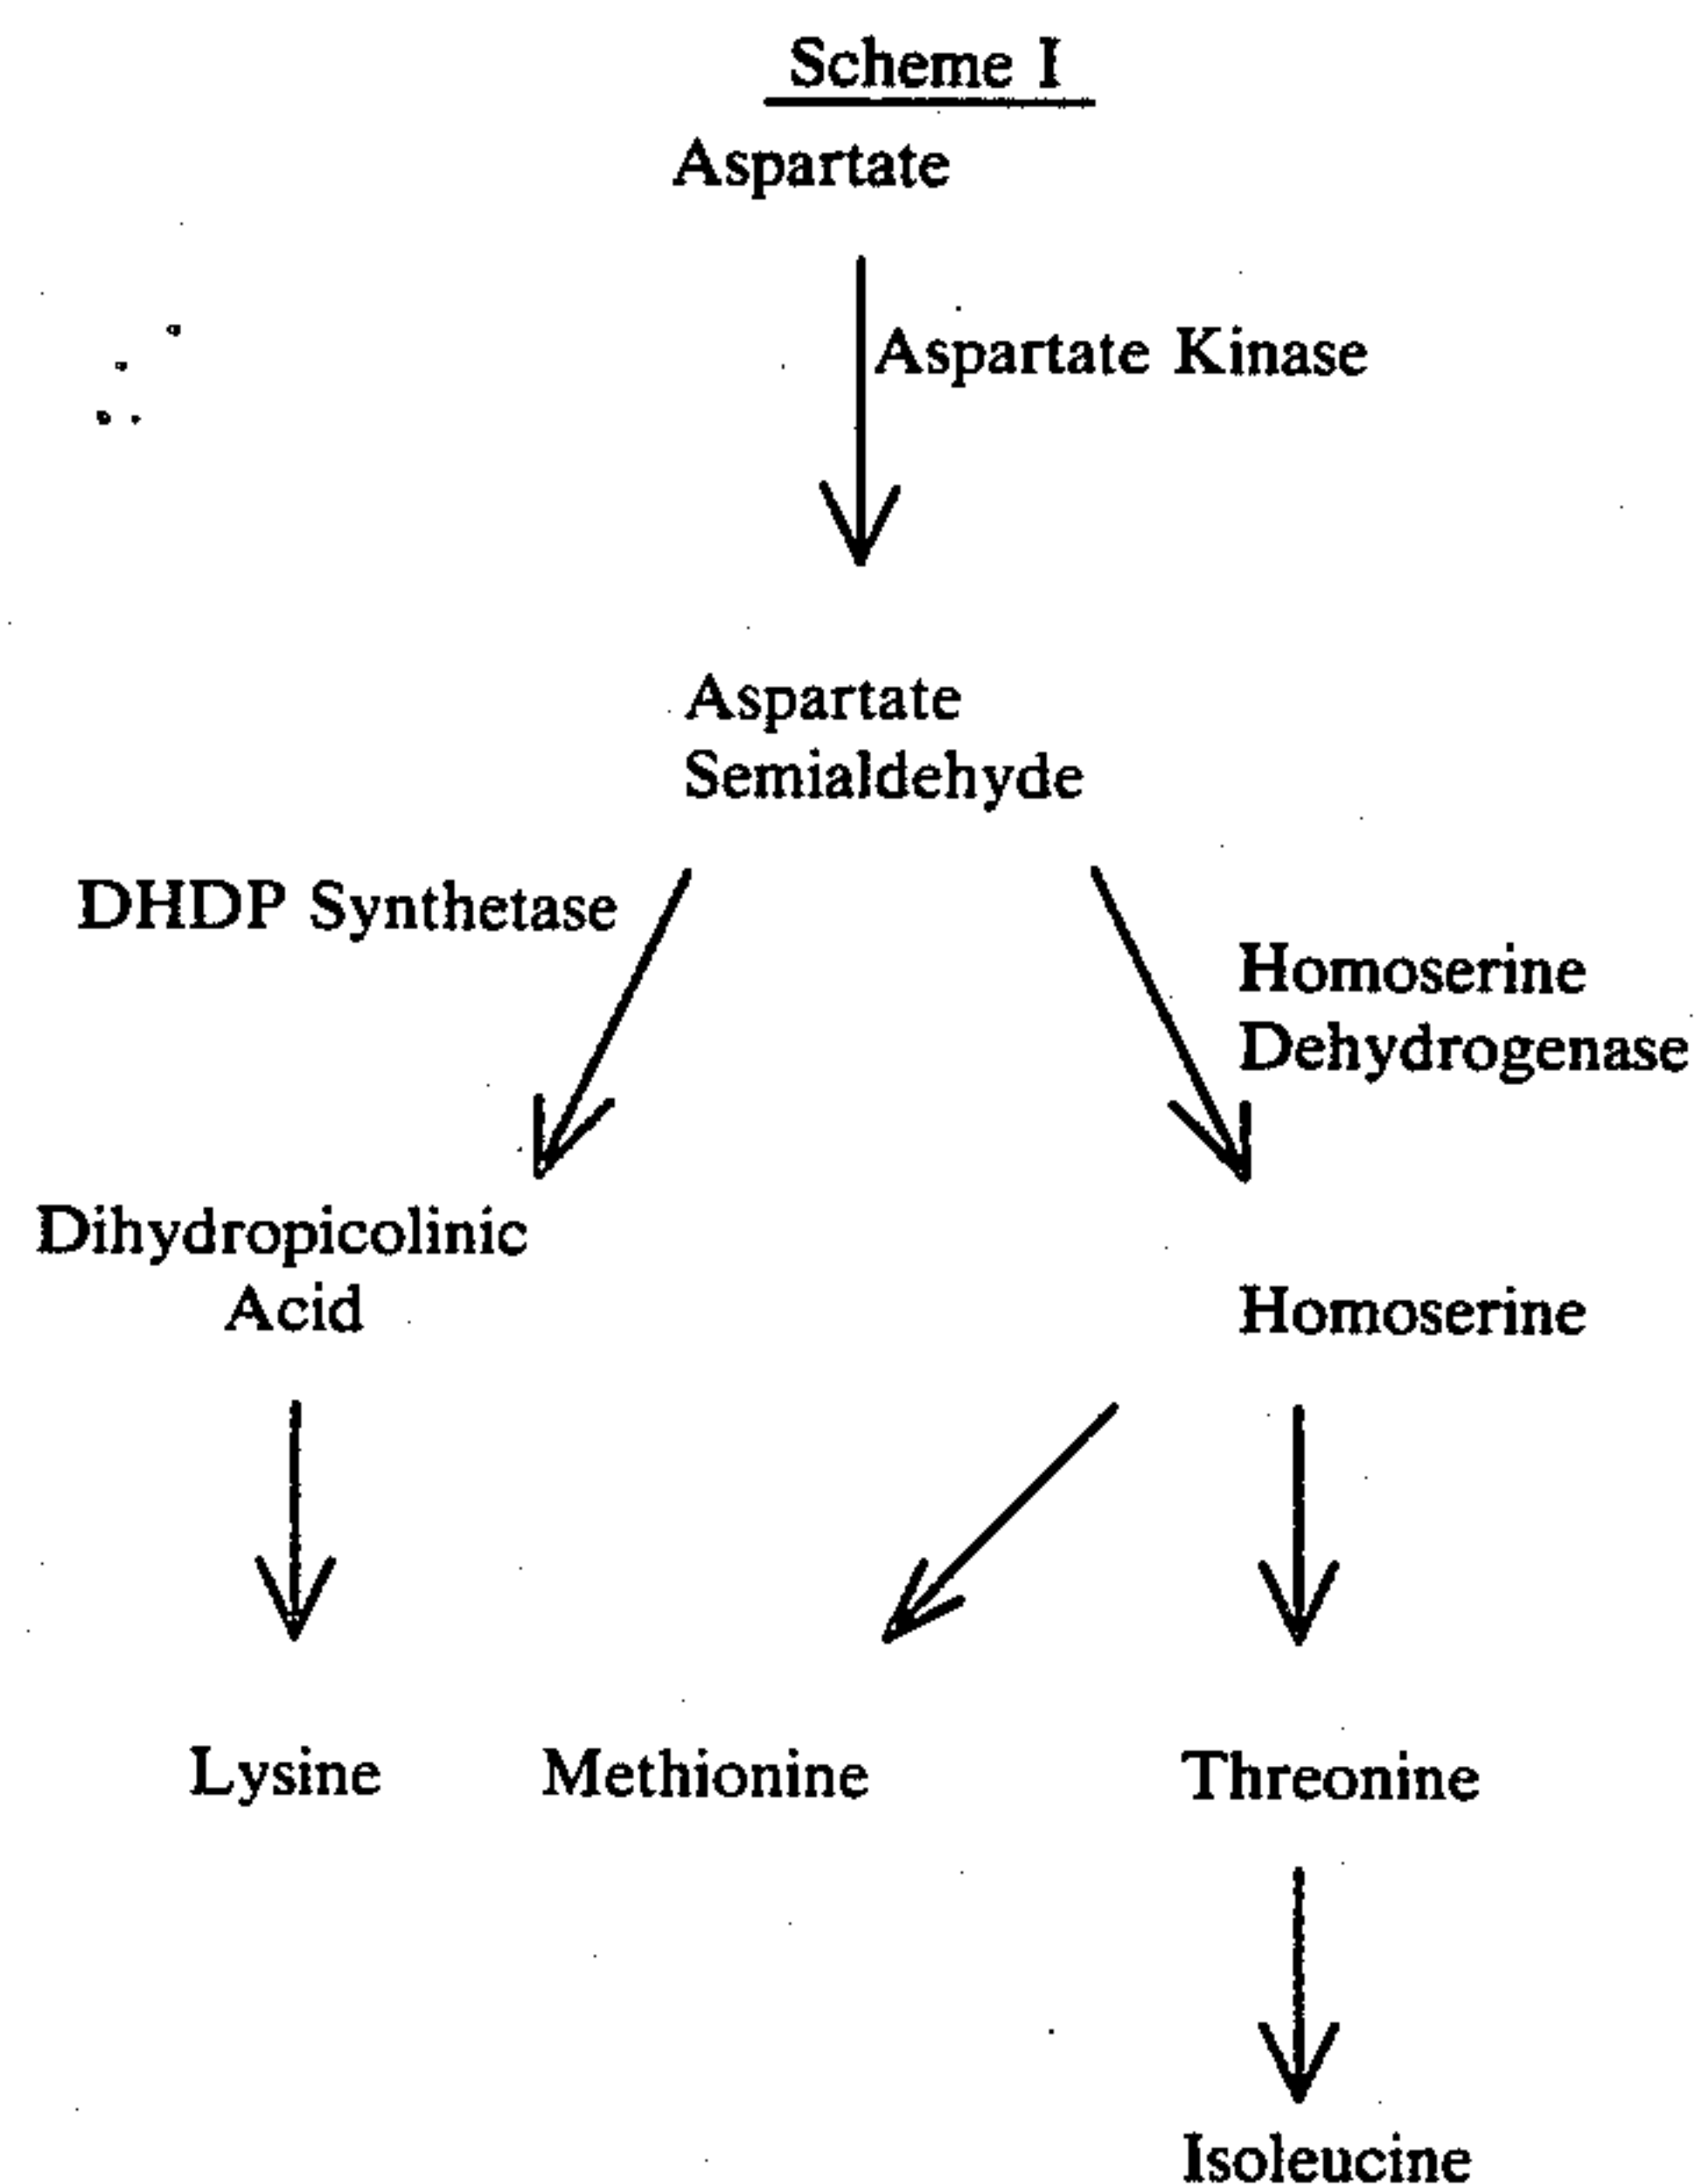 Scheme I
Aspartate
Aspartate Kinase
Aspartate
Semialdehyde
DHDP Synthetase
Homoserine
Dehydrogenase
Dihydropicolinic
Acid
Homoserine
Lysine
Methionine
Threonine
Isoleucine